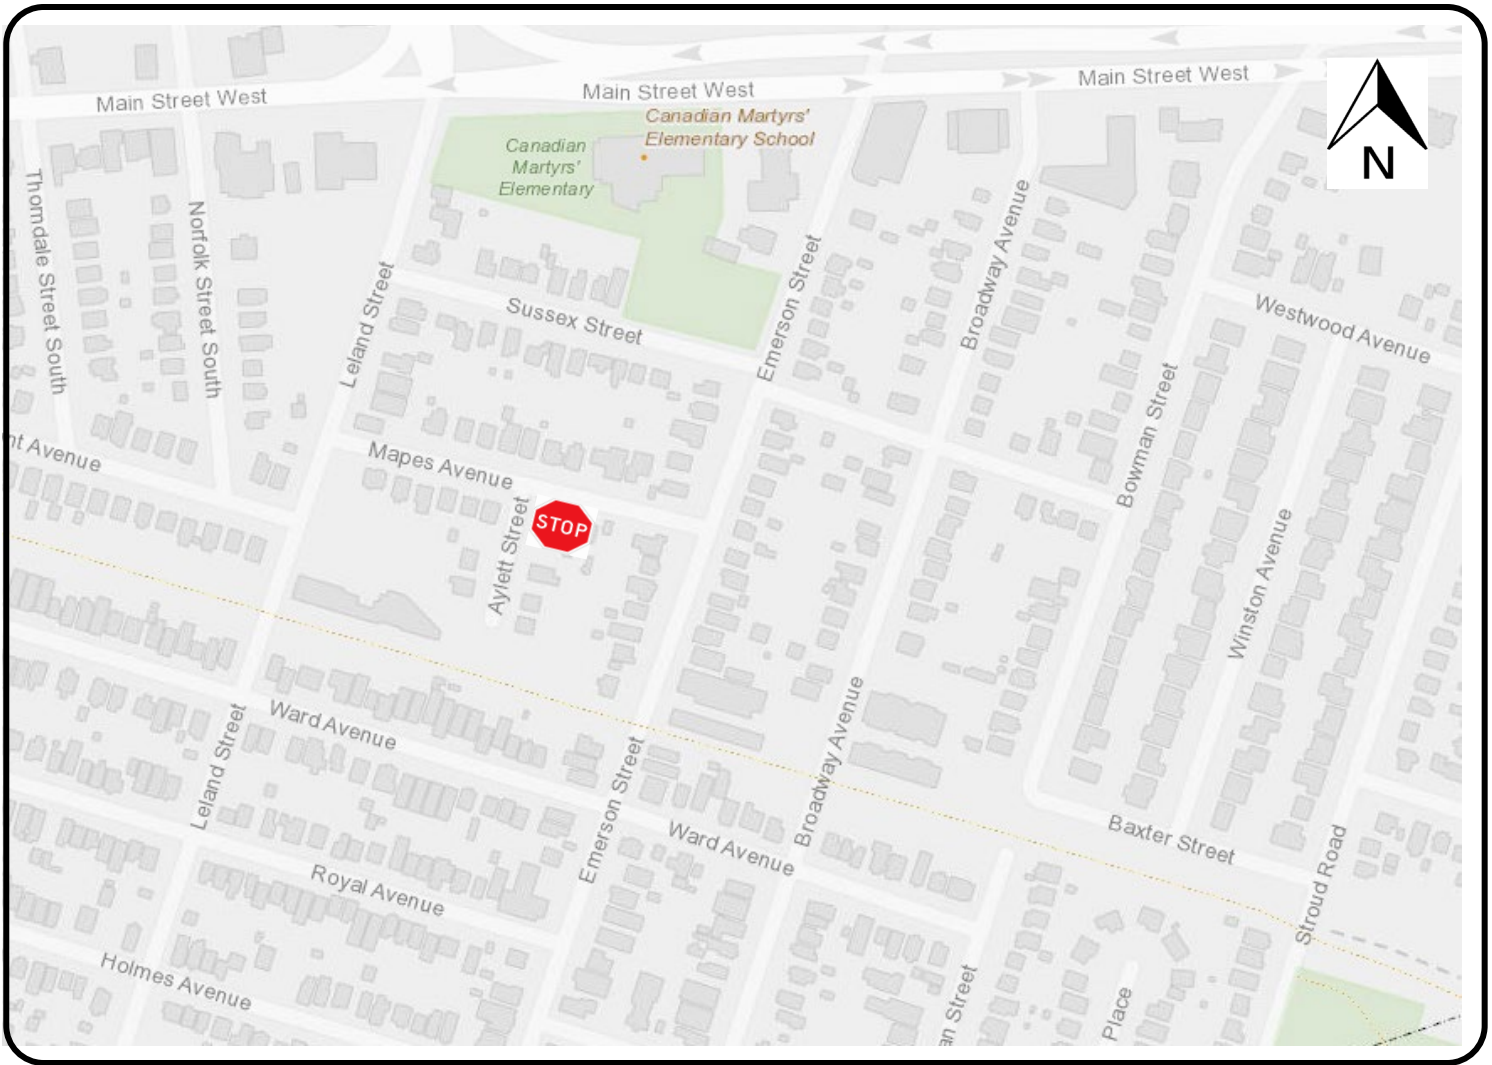 Main Street West
Main Street West
Main Street West
Canadian Martyrs'
Elementary School
Canadian
Martyrs'
Elementary
N
Thorndale Street South
Norfolk Street South
Leland Street
Sussex Street
Emerson Street
Broadway Avenue
Westwood Avenue
Bowman Street
nt Avenue
Mapes Avenue
Aylett Street
STOP
Winston Avenue
Ward Avenue
Leland Street
Emerson Street
Broadway Avenue
Ward Avenue
Baxter Street
Stroud Road
Royal Avenue
Holmes Avenue
an Street
Place